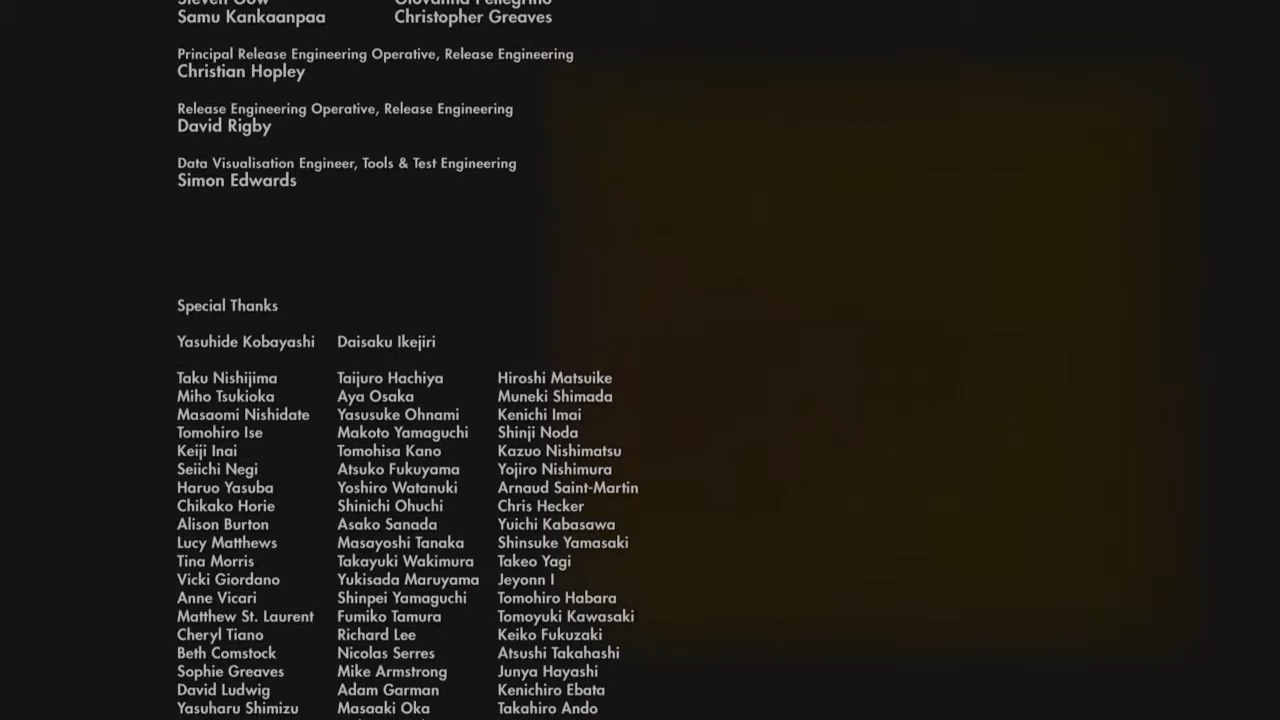 Steven Gow Giovanna Pellegrino
Samu Kankaanpaa Christopher Greaves
Principal Release Engineering Operative, Release Engineering
Christian Hopley
Release Engineering Operative, Release Engineering
David Rigby
Data Visualisation Engineer, Tools & Test Engineering
Simon Edwards
Special Thanks
Yasuhide Kobayashi Daisaku Ikejiri
Taku Nishijima Taijuro Hachiya Hiroshi Matsuike
Miho Tsukioka Aya Osaka Muneki Shimada
Masaomi Nishidate Yasusuke Ohnami Kenichi Imai
Tomohiro Ise Makoto Yamaguchi Shinji Noda
Keiji Inai Tomohisa Kano Kazuo Nishimatsu
Seiichi Negi Atsuko Fukuyama Yojiro Nishimura
Haruo Yasuba Yoshiro Watanuki Arnaud Saint-Martin
Chikako Horie Shinichi Ohuchi Chris Hecker
Alison Burton Asako Sanada Yuichi Kabasawa
Lucy Matthews Masayoshi Tanaka Shinsuke Yamasaki
Tina Morris Takayuki Wakimura Takeo Yagi
Vicki Giordano Yukisada Maruyama Jeyonn I
Anne Vicari Shinpei Yamaguchi Tomohiro Habara
Matthew St. Laurent Fumiko Tamura Tomoyuki Kawasaki
Cheryl Tiano Richard Lee Keiko Fukuzaki
Beth Comstock Nicolas Serres Atsushi Takahashi
Sophie Greaves Mike Armstrong Junya Hayashi
David Ludwig Adam Garman Kenichiro Ebata
Yasuharu Shimizu Masaaki Oka Takahiro Ando